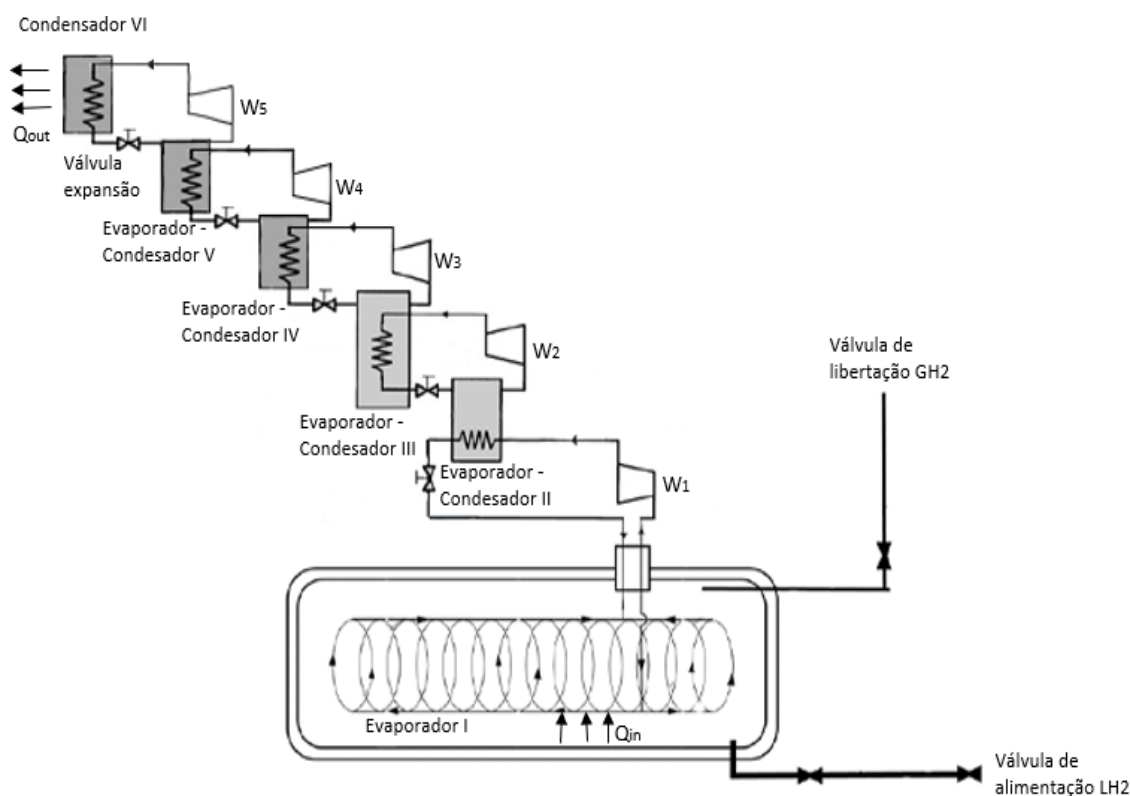 Condensador VI
W5
Qout
Válvula
expansão
W4
Evaporador -
Condesador V
W3
Evaporador -
Condesador IV
W2
Válvula de
libertação GH2
Evaporador -
Condesador III
Evaporador -
Condesador II
W1
Evaporador I
Qin
Válvula de
alimentação LH2